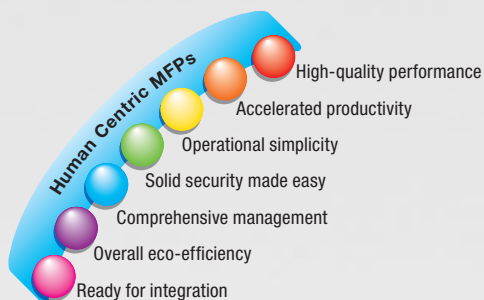 Human Centric MFPs
High-quality performance
Accelerated productivity
Operational simplicity
Solid security made easy
Comprehensive management
Overall eco-efficiency
Ready for integration